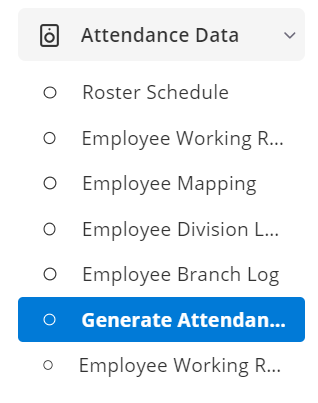 Attendance Data
Roster Schedule
Employee Working R...
Employee Mapping
Employee Division L...
Employee Branch Log
Generate Attendan...
Employee Working R...